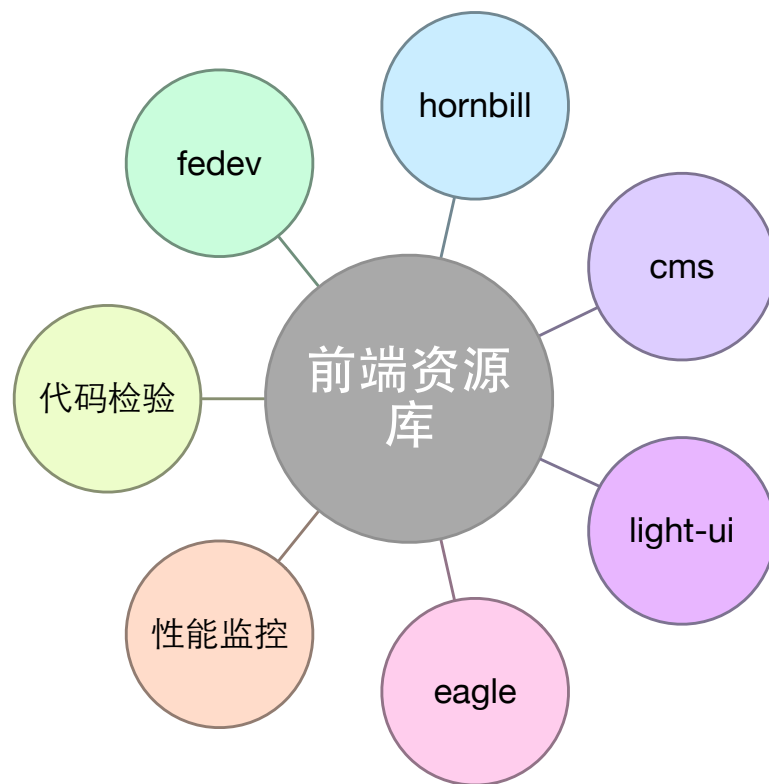 hornbill
fedev
cms
前端资源
库
代码检验
light-ui
性能监控
eagle